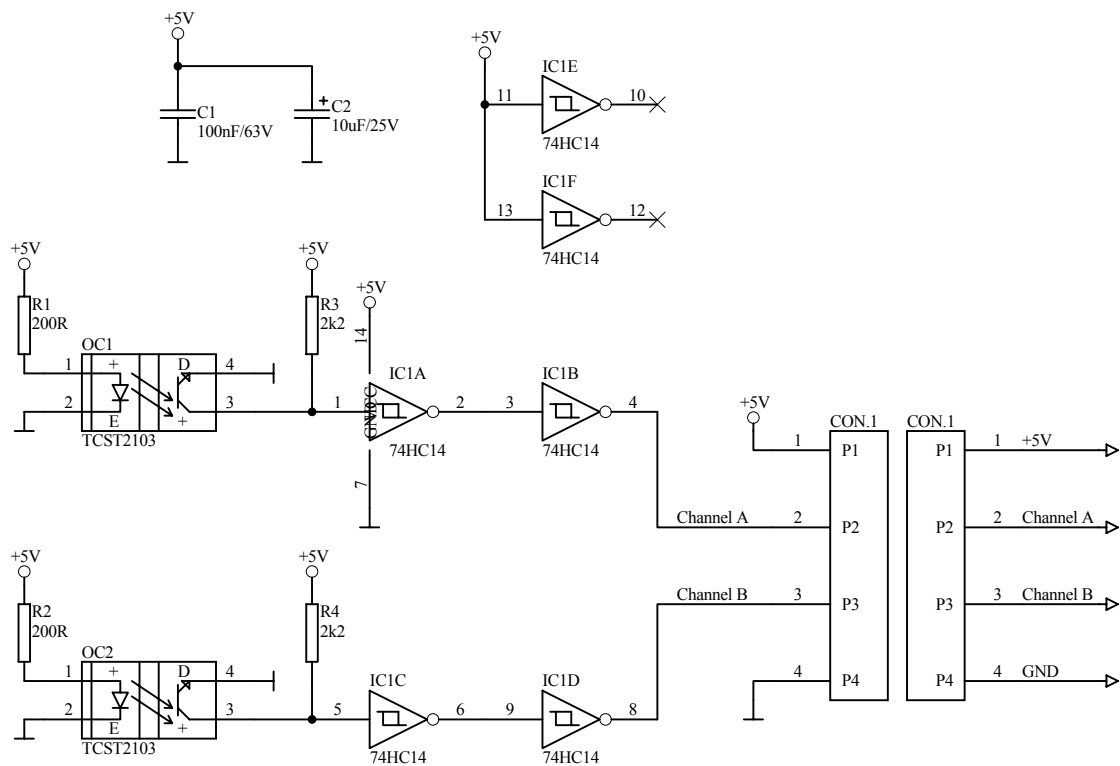 +5V
C1
100nF/63V
+
C2
10uF/25V
+5V
IC1E
11
10
74HC14
IC1F
13
12
74HC14
+5V
R1
200R
OC1
1
+
D
4
2
E
+
3
TCST2103
+5V
R3
2k2
+5V
14
IC1A
1
2
74HC14
7
IC1B
3
4
74HC14
+5V
R2
200R
OC2
1
+
D
4
2
E
+
3
TCST2103
+5V
R4
2k2
IC1C
5
6
74HC14
IC1D
9
8
74HC14
Channel A
Channel B
+5V
CON.1
1 P1
2 P2
3 P3
4 P4
CON.1
P1 1 +5V
P2 2 Channel A
P3 3 Channel B
P4 4 GND